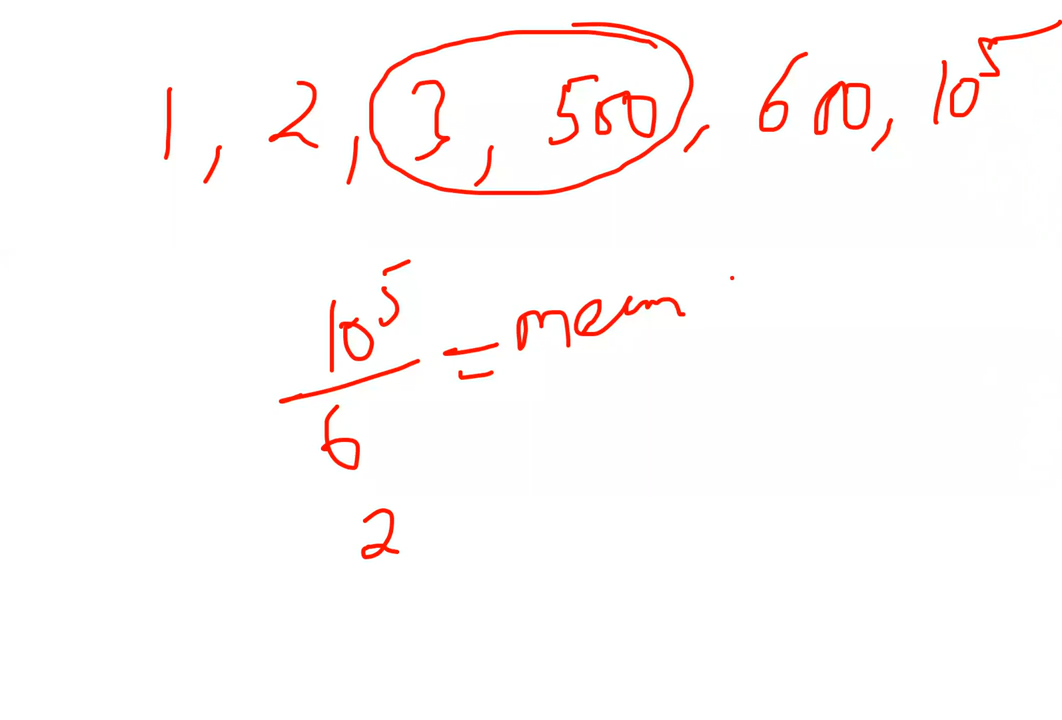 1, 2, 3, 500, 600, 10^5
10^5
= mean
6
2